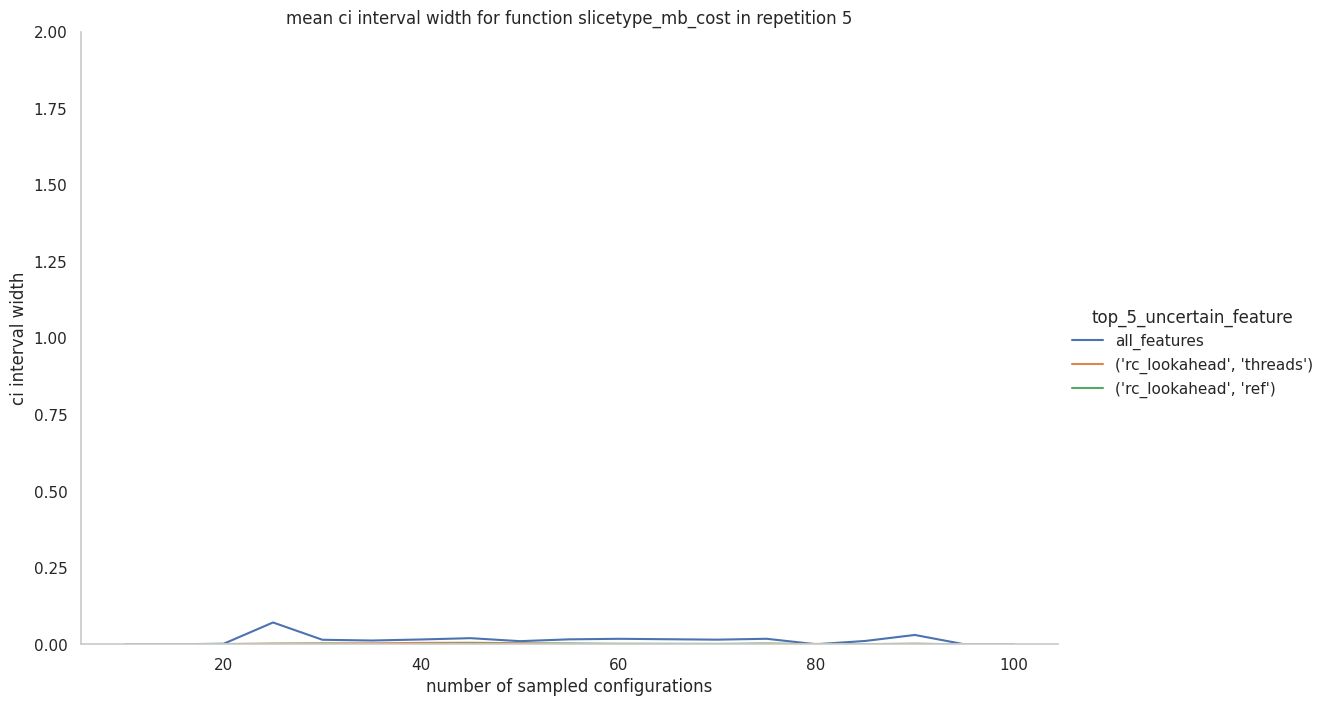 mean ci interval width for function slicetype_mb_cost in repetition 5
2.00
1.75
1.50
1.25
1.00
0.75
0.50
0.25
0.00
ci interval width
20
40
60
80
100
number of sampled configurations
top_5_uncertain_feature
all_features
('rc_lookahead', 'threads')
('rc_lookahead', 'ref')